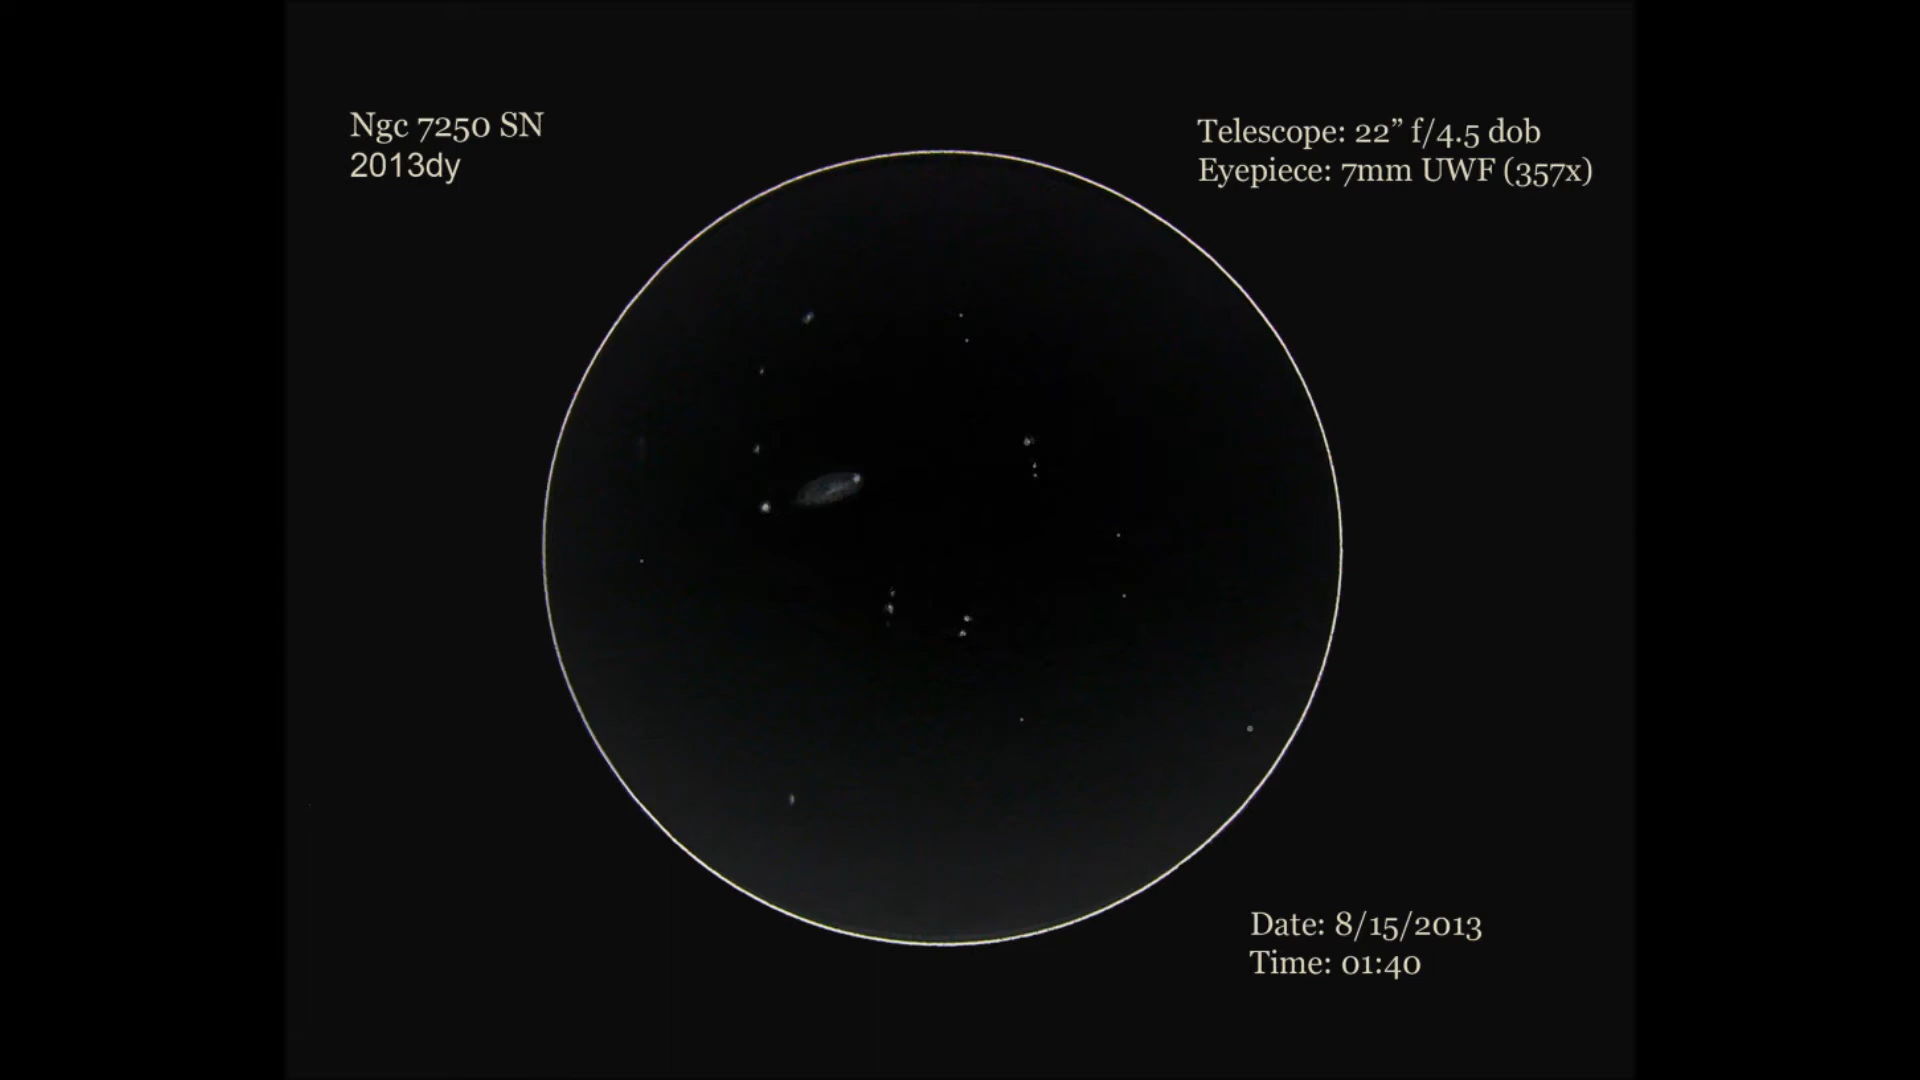 Ngc 7250 SN
2013dy
Telescope: 22” f/4.5 dob
Eyepiece: 7mm UWF (357x)
Date: 8/15/2013
Time: 01:40